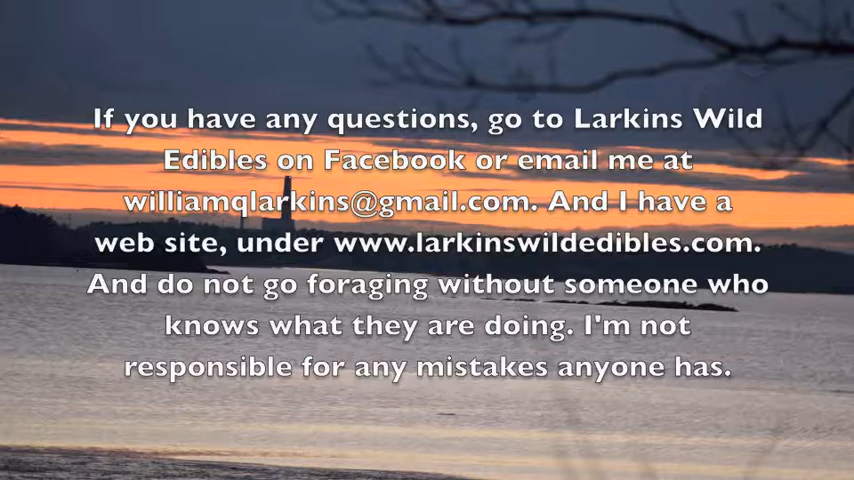 If you have any questions, go to Larkins Wild
Edibles on Facebook or email me at
williamqlarkins@gmail.com. And I have a
web site, under www.larkinswildedibles.com.
And do not go foraging without someone who
knows what they are doing. I'm not
responsible for any mistakes anyone has.